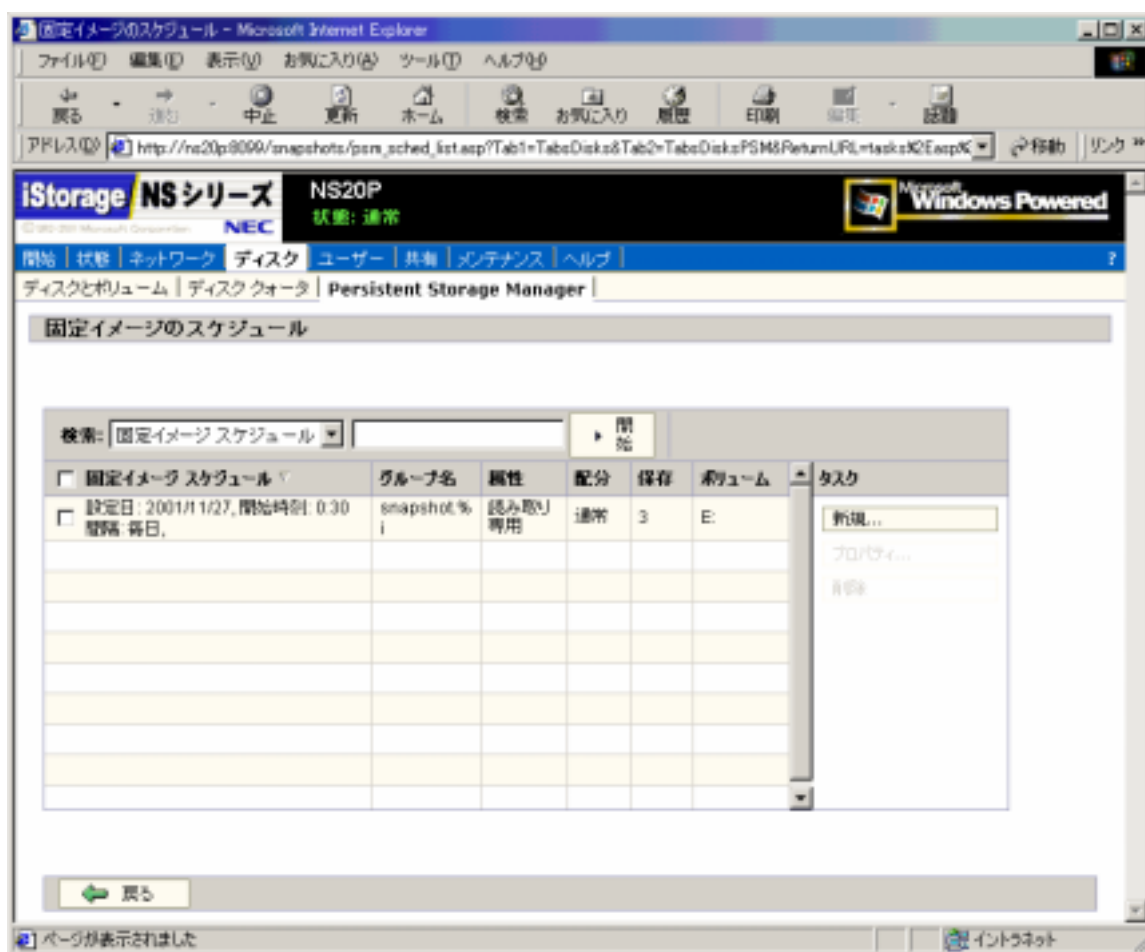 固定イメージのスケジュール - Microsoft Internet Explorer
ファイル(F) 編集(E) 表示(V) お気に入り(A) ツール(T) ヘルプ(H)
戻る 進む 中止 更新 ホーム 検索 お気に入り 履歴 印刷 編集 話題
アドレス(D) http://ns20p:8099/snapshots/psm_sched_list.asp?Tab1=TabsDisks&Tab2=TabsDisksPSM&ReturnURL=tasks%2Easp% 移動 リンク »
iStorage NSシリーズ NS20P Microsoft Windows Powered
NEC 状態: 通常
開始 | 状態 | ネットワーク | ディスク | ユーザー | 共有 | メンテナンス | ヘルプ | ?
ディスクとボリューム | ディスク クォータ | Persistent Storage Manager |
固定イメージのスケジュール
検索: 固定イメージ スケジュール 開始
固定イメージ スケジュール グループ名 属性 配分 保存 ボリューム タスク
設定日: 2001/11/27, 開始時刻: 0:30 間隔: 毎日, snapshot.%i 読み取り専用 通常 3 E: 新規...
プロパティ...
削除
戻る
ページが表示されました イントラネット